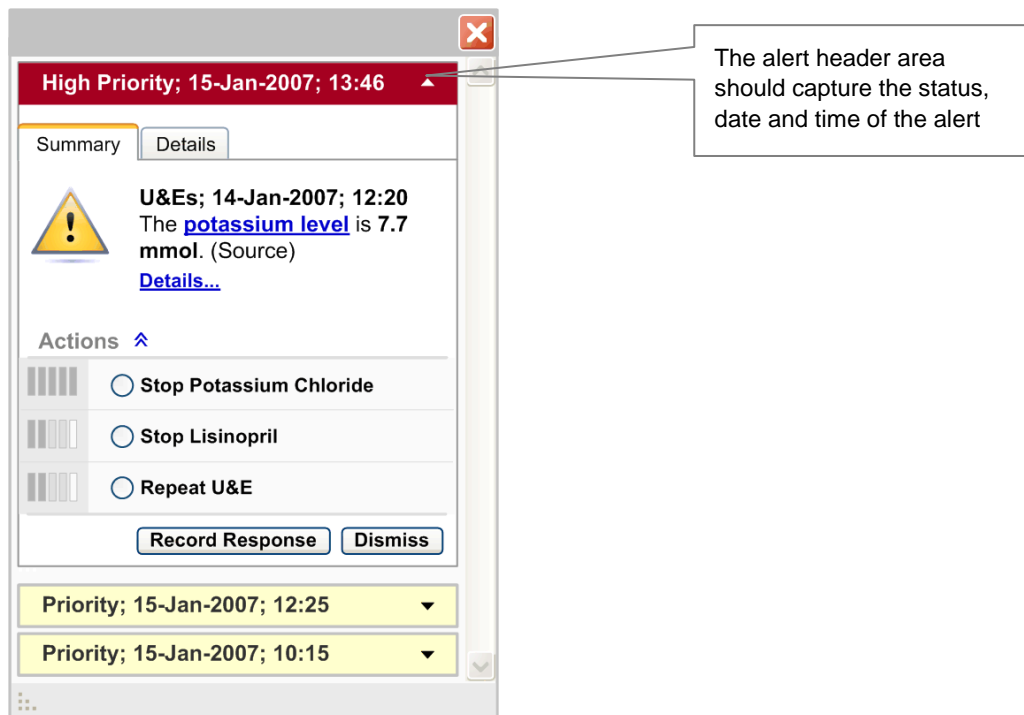 High Priority; 15-Jan-2007; 13:46
The alert header area
should capture the status,
date and time of the alert
Summary
Details
U&Es; 14-Jan-2007; 12:20
The potassium level is 7.7
mmol. (Source)
Details...
Actions
Stop Potassium Chloride
Stop Lisinopril
Repeat U&E
Record Response
Dismiss
Priority; 15-Jan-2007; 12:25
Priority; 15-Jan-2007; 10:15